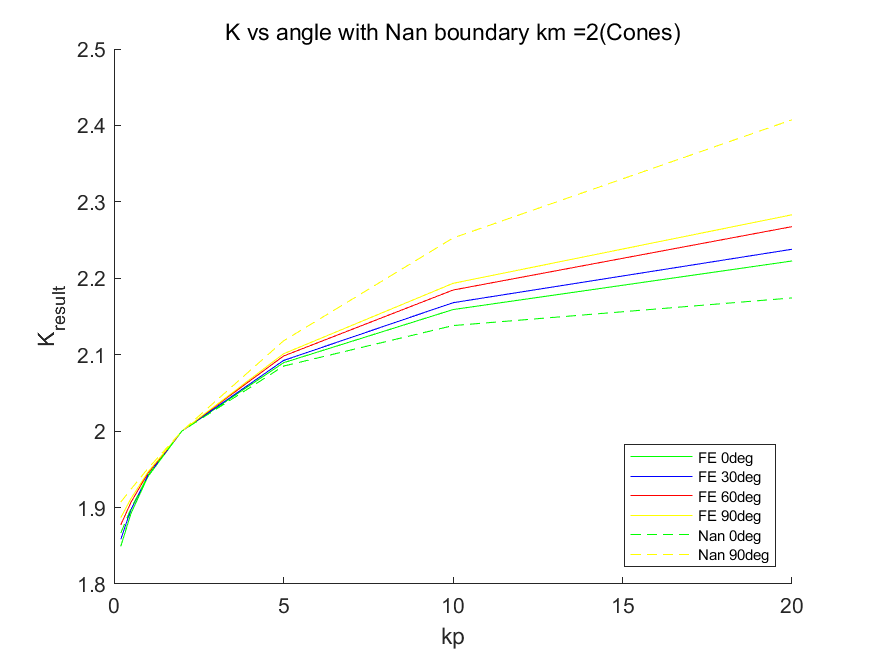 K vs angle with Nan boundary km =2(Cones)
2.5
2.4
2.3
2.2
2.1
2
1.9
1.8
K_result
0 5 10 15 20
kp
FE 0deg
FE 30deg
FE 60deg
FE 90deg
Nan 0deg
Nan 90deg